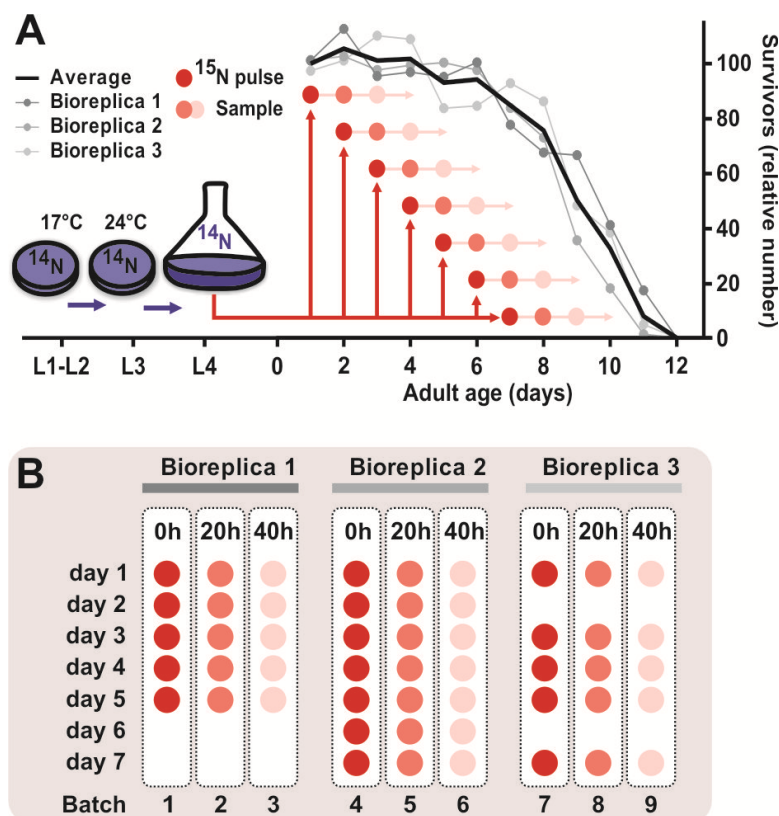 A
Average
Bioreplica 1
Bioreplica 2
Bioreplica 3
¹⁵N pulse
Sample
17°C
24°C
¹⁴N
¹⁴N
¹⁴N
100
80
60
40
20
0
Survivors (relative number)
L1-L2 L3 L4 0 2 4 6 8 10 12
Adult age (days)
B
Bioreplica 1 Bioreplica 2 Bioreplica 3
0h 20h 40h 0h 20h 40h 0h 20h 40h
day 1
day 2
day 3
day 4
day 5
day 6
day 7
Batch 1 2 3 4 5 6 7 8 9